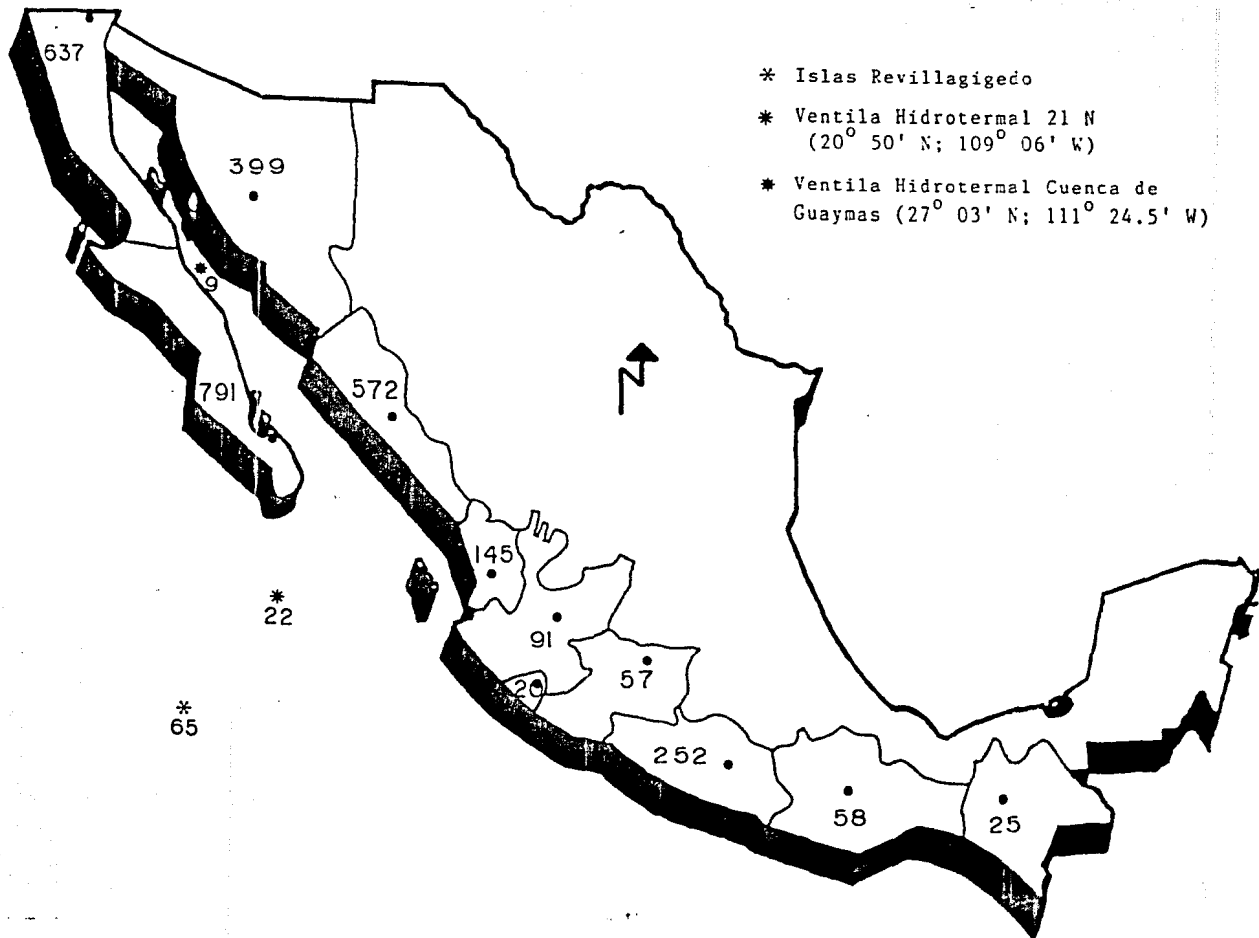 637
* Islas Revillagigedo
* Ventila Hidrotermal 21 N
(20° 50' N; 109° 06' W)
* Ventila Hidrotermal Cuenca de
Guaymas (27° 03' N; 111° 24.5' W)
399
9
791
572
N
145
22
91
57
20
65
252
58
25